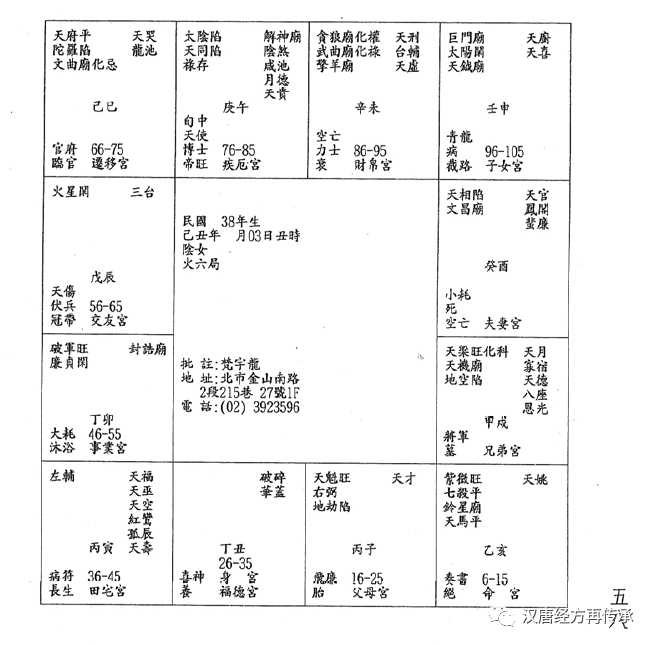 天府平 天哭
陀羅陷 龍池
文曲廟化忌
己巳
官府 66-75
臨官 遷移宮
太陰陷 解神廟
天同陷 陰煞
祿存 咸池
月德
天貴
庚午
旬中
天使
博士 76-85
帝旺 疾厄宮
貪狼廟化權 天刑
武曲廟化祿 台輔
擎羊廟 天虛
辛未
空亡
力士 86-95
衰 財帛宮
巨門廟 天廚
太陽閑 天喜
天鉞廟
壬申
青龍
病 96-105
截路 子女宮
火星閑 三台
戊辰
天傷
伏兵 56-65
冠帶 交友宮
民國 38年生
己丑年 月03日丑時
陰女
火六局
批 註:梵宇龍
地 址:北市金山南路
2段215巷 27號1F
電 話:(02) 3923596
天相陷 天官
文昌廟 鳳閣
蜚廉
癸酉
小耗
死
空亡 夫妻宮
破軍旺 封誥廟
廉貞閑
丁卯
大耗 46-55
沐浴 事業宮
天梁旺化科 天月
天機廟 寡宿
地空陷 天德
八座
恩光
甲戌
將軍
墓 兄弟宮
左輔 天福
天巫
天空
紅鸞
孤辰
丙寅 天壽
病符 36-45
長生 田宅宮
破碎
華蓋
丁丑
26-35
喜神 身 宮
養 福德宮
天魁旺 天才
右弼
地劫陷
丙子
飛廉 16-25
胎 父母宮
紫微旺 天姚
七殺平
鈴星廟
天馬平
乙亥
奏書 6-15
絕 命 宮
五八
汉唐经方再传承